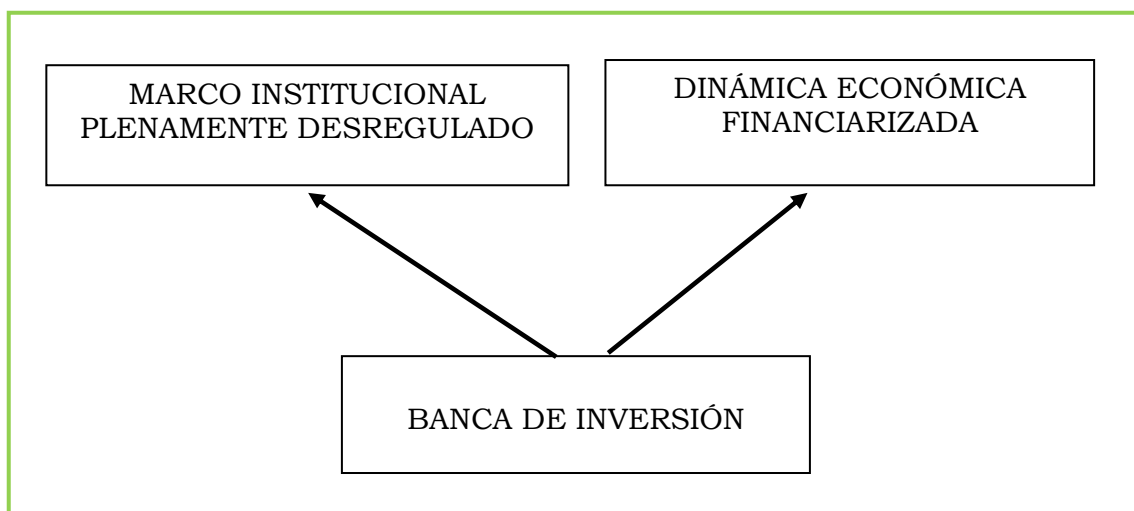 MARCO INSTITUCIONAL
PLENAMENTE DESREGULADO
DINÁMICA ECONÓMICA
FINANCIARIZADA
BANCA DE INVERSIÓN